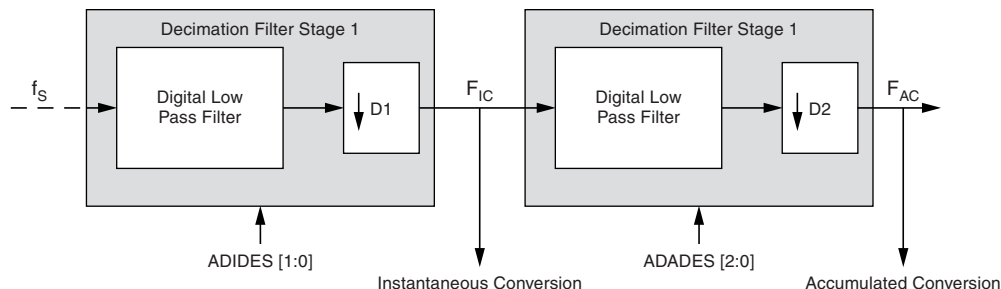 Decimation Filter Stage 1
Decimation Filter Stage 1
fS
Digital Low
Pass Filter
D1
FIC
Digital Low
Pass Filter
D2
FAC
ADIDES [1:0]
ADADES [2:0]
Instantaneous Conversion
Accumulated Conversion